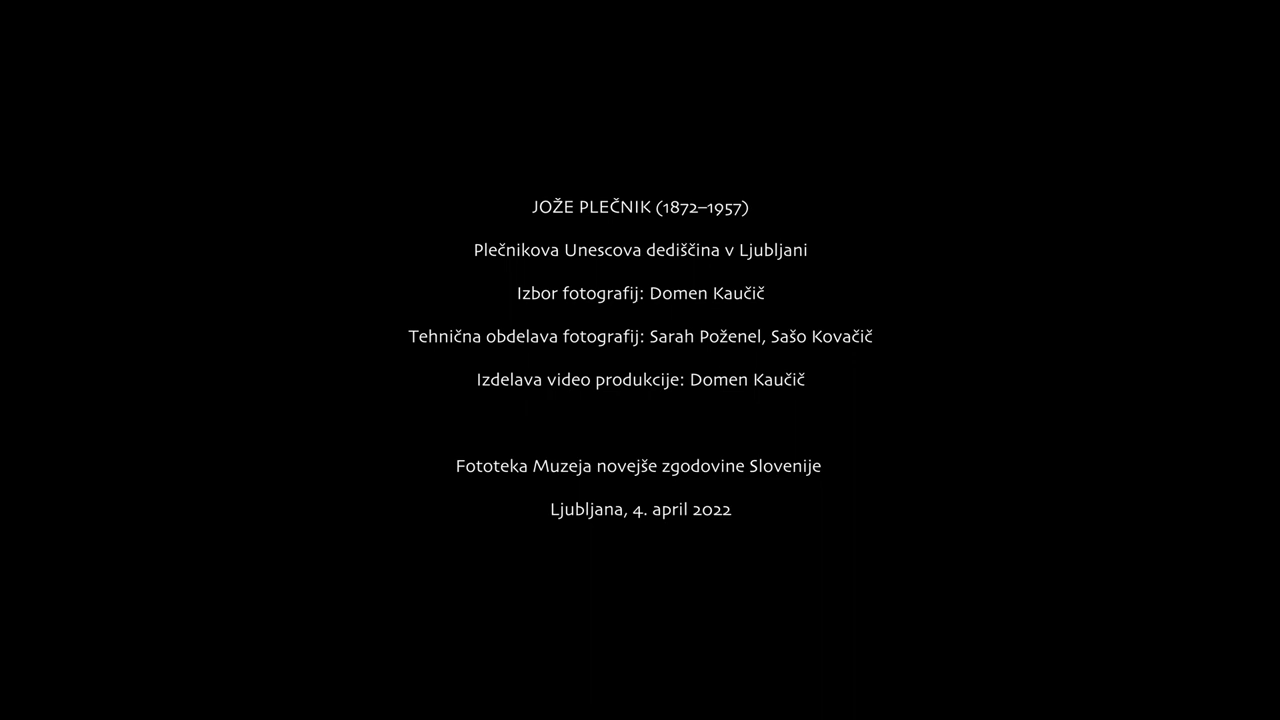 JOŽE PLEČNIK (1872–1957)
Plečnikova Unescova dediščina v Ljubljani
Izbor fotografij: Domen Kaučič
Tehnična obdelava fotografij: Sarah Poženel, Sašo Kovačič
Izdelava video produkcije: Domen Kaučič
Fototeka Muzeja novejše zgodovine Slovenije
Ljubljana, 4. april 2022